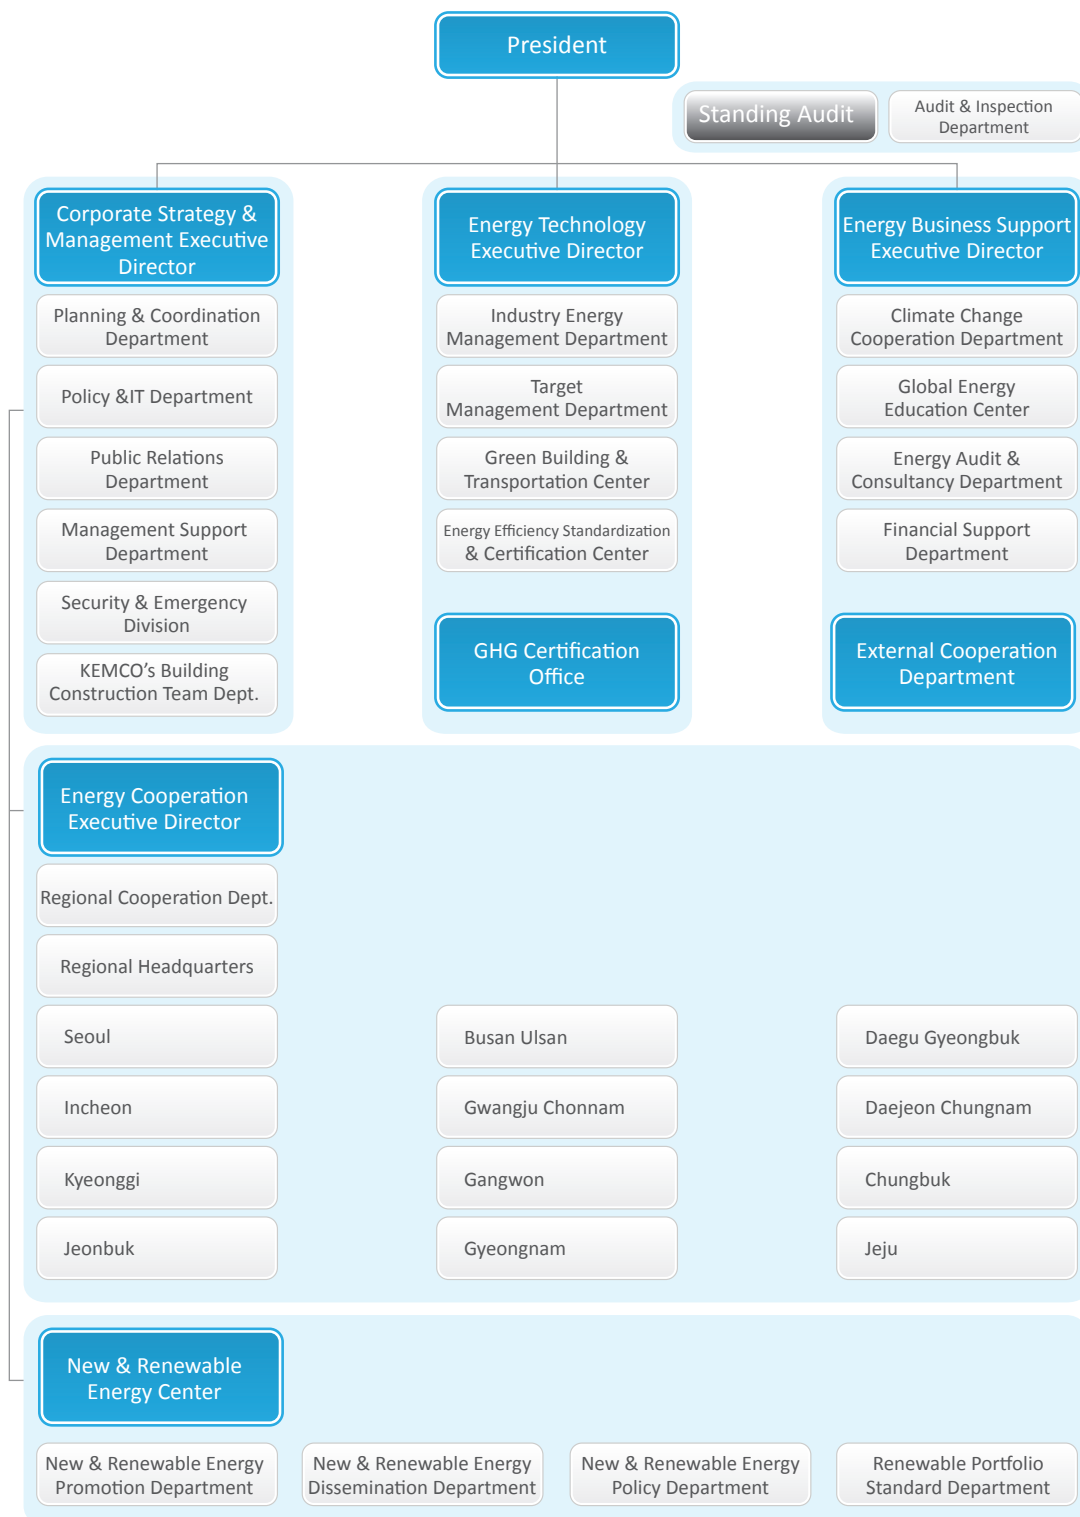 President
Standing Audit
Audit & Inspection
Department
Corporate Strategy &
Management Executive
Director
Planning & Coordination
Department
Policy &IT Department
Public Relations
Department
Management Support
Department
Security & Emergency
Division
KEMCO’s Building
Construction Team Dept.
Energy Technology
Executive Director
Industry Energy
Management Department
Target
Management Department
Green Building &
Transportation Center
Energy Efficiency Standardization
& Certification Center
GHG Certification
Office
Energy Business Support
Executive Director
Climate Change
Cooperation Department
Global Energy
Education Center
Energy Audit &
Consultancy Department
Financial Support
Department
External Cooperation
Department
Energy Cooperation
Executive Director
Regional Cooperation Dept.
Regional Headquarters
Seoul
Busan Ulsan
Daegu Gyeongbuk
Incheon
Gwangju Chonnam
Daejeon Chungnam
Kyeonggi
Gangwon
Chungbuk
Jeonbuk
Gyeongnam
Jeju
New & Renewable
Energy Center
New & Renewable Energy
Promotion Department
New & Renewable Energy
Dissemination Department
New & Renewable Energy
Policy Department
Renewable Portfolio
Standard Department